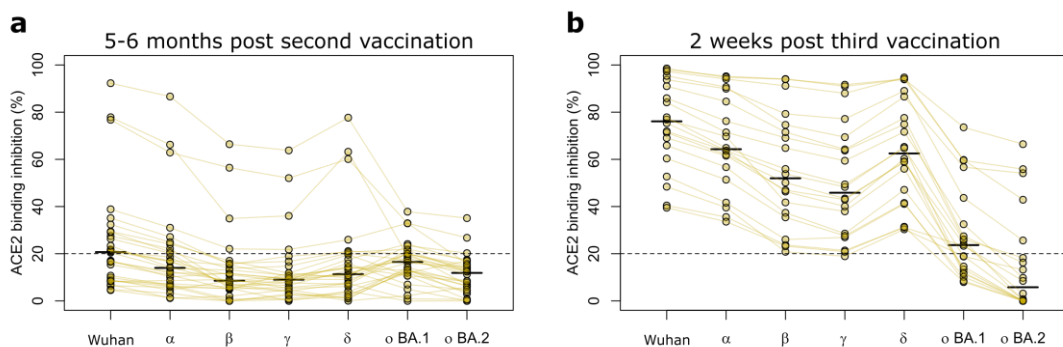 a
5-6 months post second vaccination
ACE2 binding inhibition (%)
100
80
60
40
20
0
Wuhan α β γ δ o BA.1 o BA.2
b
2 weeks post third vaccination
ACE2 binding inhibition (%)
100
80
60
40
20
0
Wuhan α β γ δ o BA.1 o BA.2